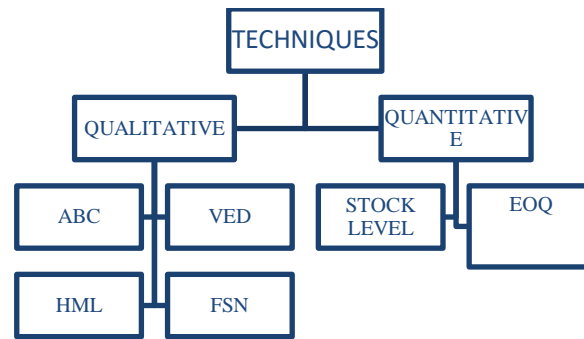 TECHNIQUES
QUALITATIVE
QUANTITATIV
E
ABC
VED
STOCK
LEVEL
EOQ
HML
FSN